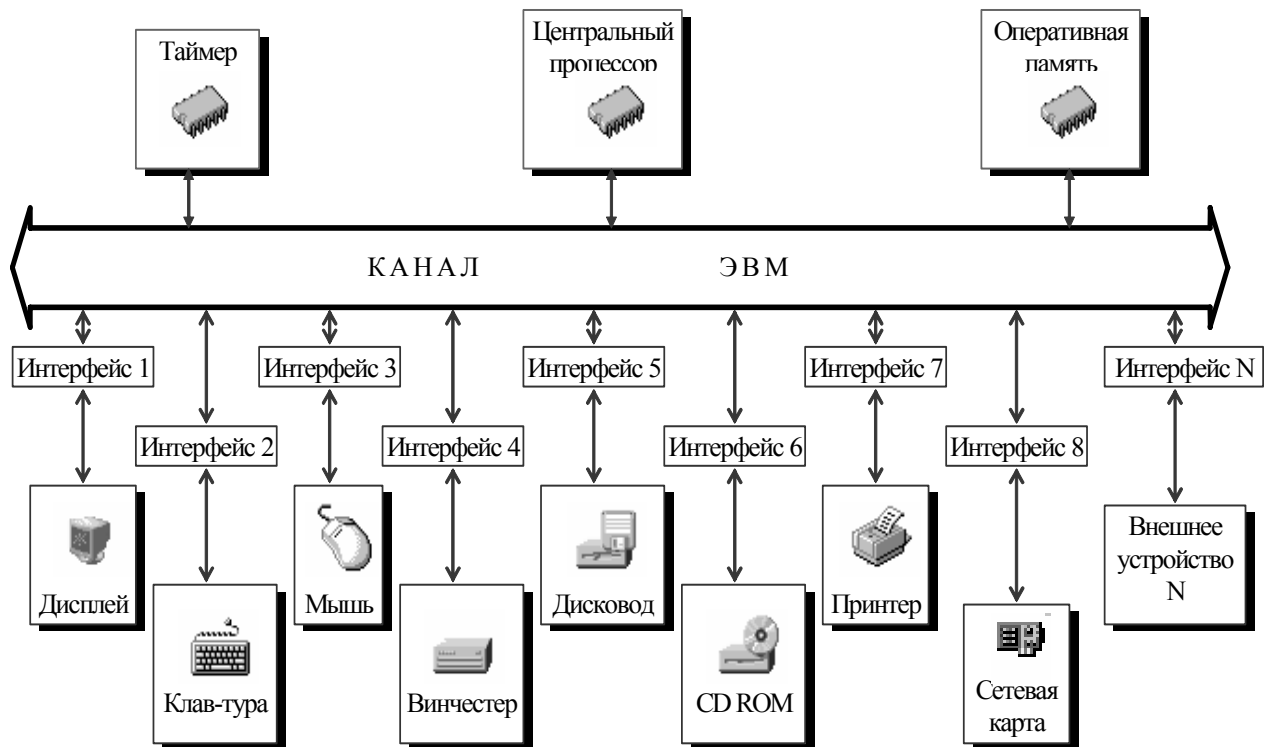 Таймер
Центральный
процессор
Оперативная
память
КАНАЛ ЭВМ
Интерфейс 1
Интерфейс 3
Интерфейс 5
Интерфейс 7
Интерфейс N
Интерфейс 2
Интерфейс 4
Интерфейс 6
Интерфейс 8
Дисплей
Мышь
Дисковод
Принтер
Внешнее
устройство
N
Клав-тура
Винчестер
CD ROM
Сетевая
карта